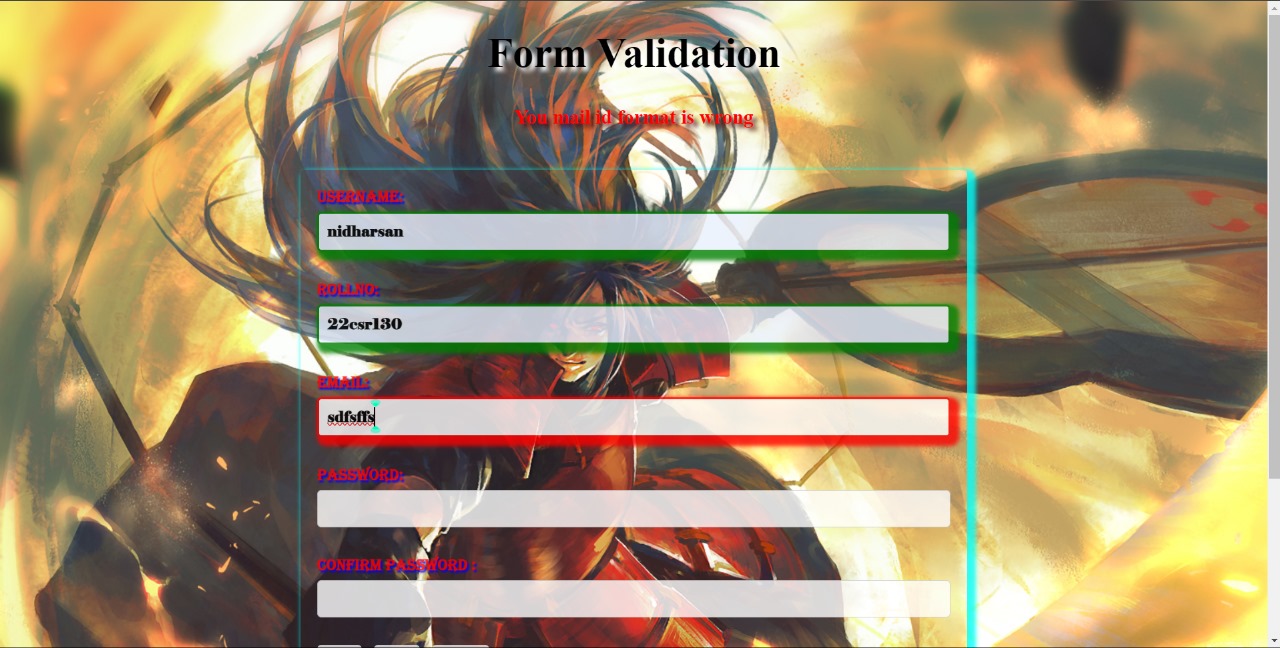 Form Validation
You mail id format is wrong
USERNAME:
nidharsan
ROLLNO:
22csr130
EMAIL:
sdfsffs
PASSWORD:
CONFIRM PASSWORD :